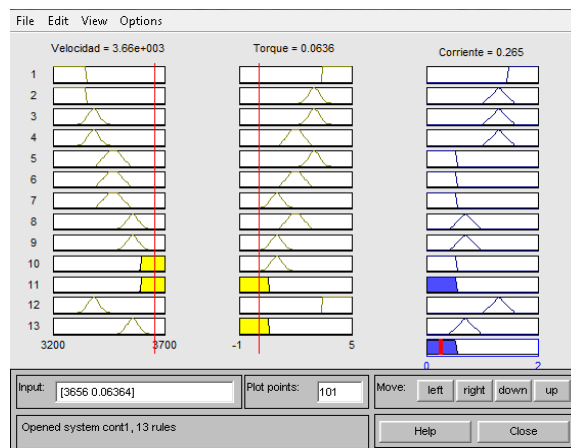 File Edit View Options
Velocidad = 3.66e+003 Torque = 0.0636 Corriente = 0.265
1
2
3
4
5
6
7
8
9
10
11
12
13
3200 3700 -1 5
0 2
Input: [3656 0.06364] Plot points: 101 Move: left right down up
Opened system cont1, 13 rules Help Close